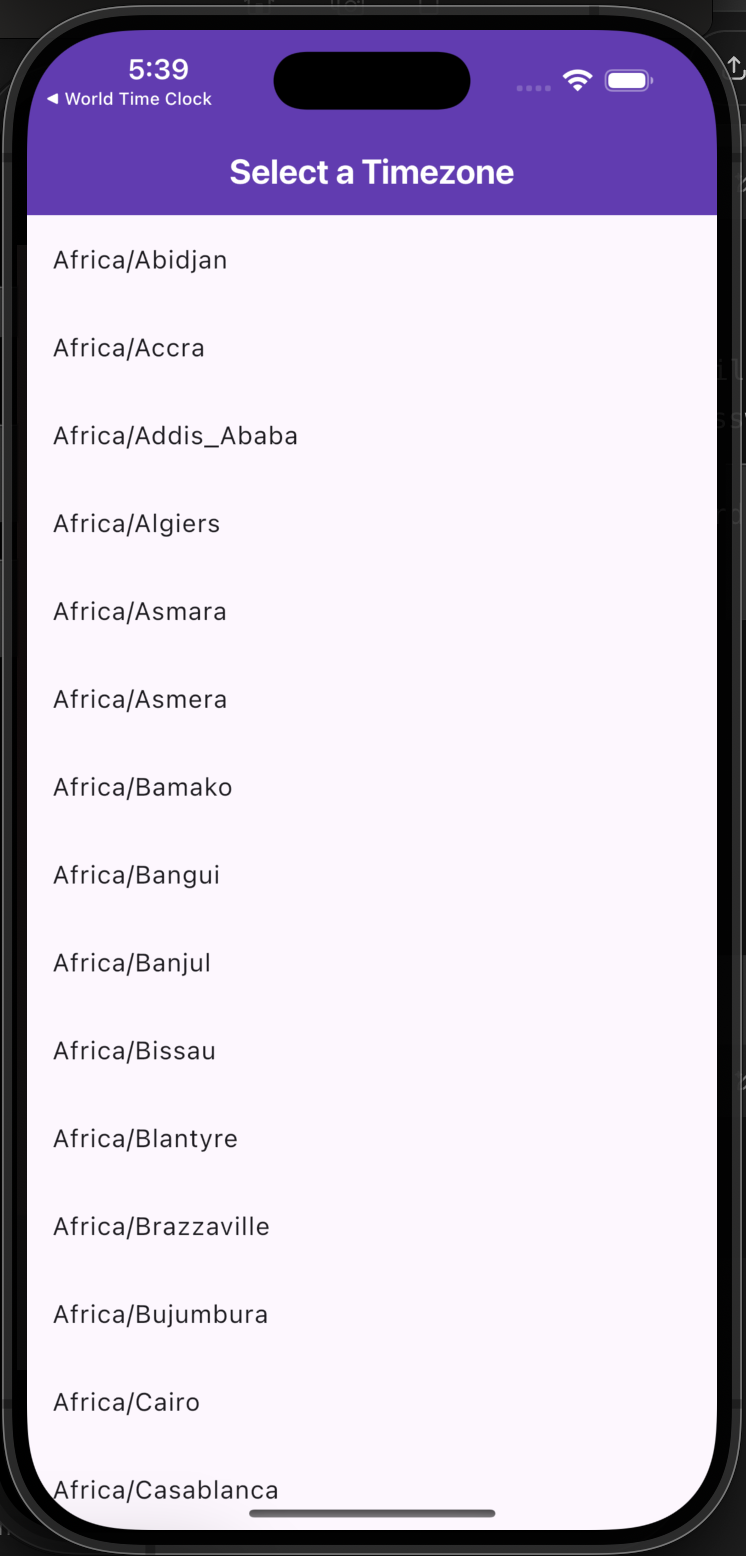 5:39
◀ World Time Clock
Select a Timezone
Africa/Abidjan
Africa/Accra
Africa/Addis_Ababa
Africa/Algiers
Africa/Asmara
Africa/Asmera
Africa/Bamako
Africa/Bangui
Africa/Banjul
Africa/Bissau
Africa/Blantyre
Africa/Brazzaville
Africa/Bujumbura
Africa/Cairo
Africa/Casablanca